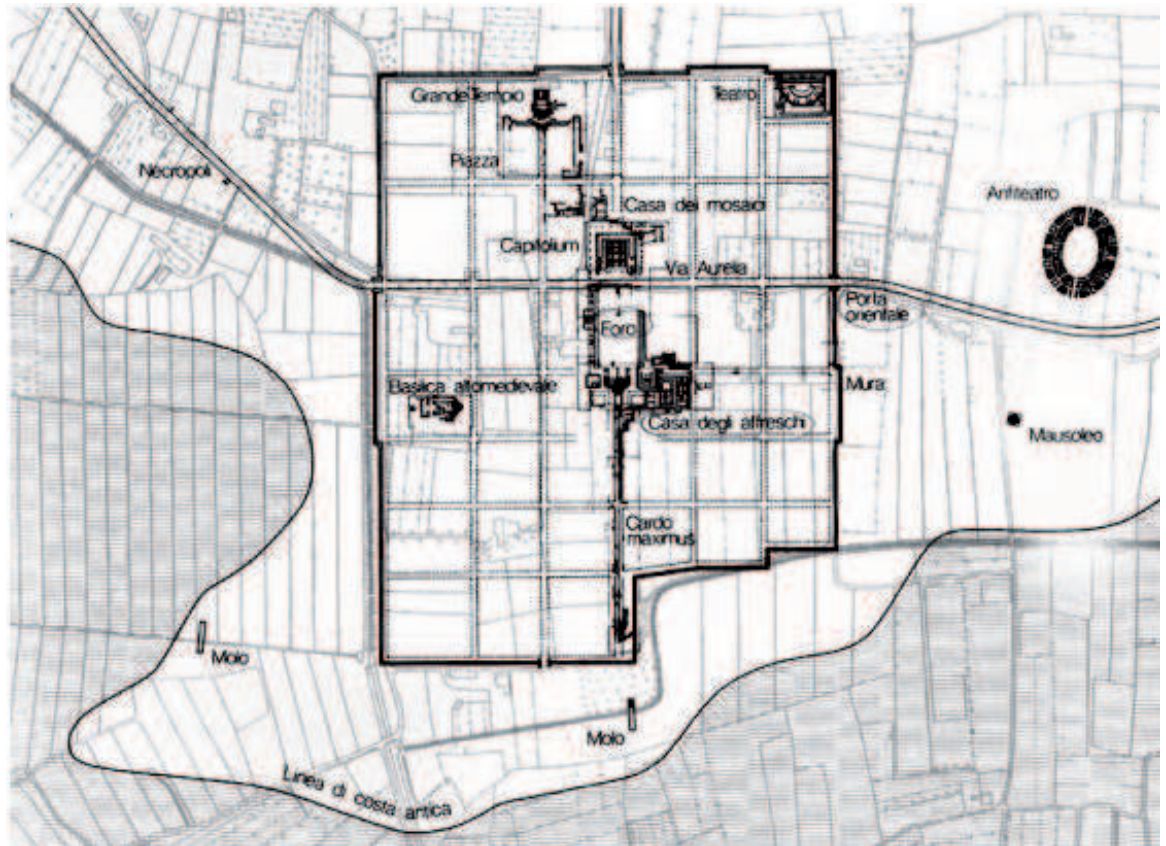 Grande Tempio
Teatro
Piazza
Necropoli
Casa dei mosaici
Anfiteatro
Capitolium
Via Aurelia
Porta
orientale
Foro
Basilica altomedievale
Mura
Casa degli affreschi
Mausoleo
Cardo
maximus
Molo
Molo
Linea di costa antica